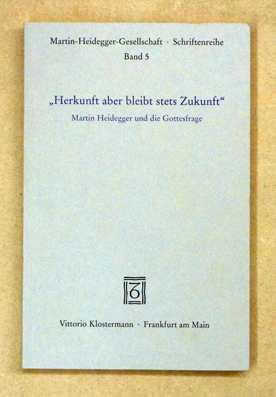 Martin-Heidegger-Gesellschaft · Schriftenreihe
Band 5
„Herkunft aber bleibt stets Zukunft“
Martin Heidegger und die Gottesfrage
Vittorio Klostermann · Frankfurt am Main